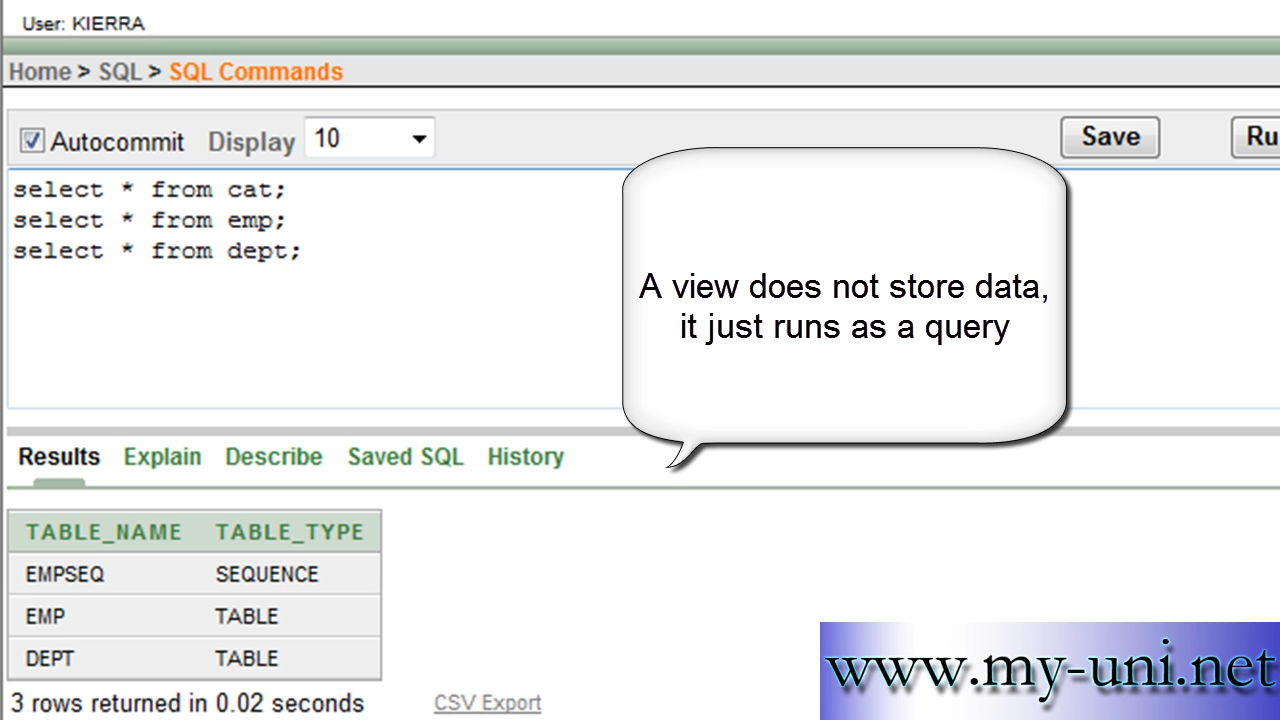 User: KIERRA
Home > SQL > SQL Commands
Autocommit Display 10 Save
select * from cat;
select * from emp;
select * from dept;
A view does not store data,
it just runs as a query
Results Explain Describe Saved SQL History
TABLE_NAME TABLE_TYPE
EMPSEQ SEQUENCE
EMP TABLE
DEPT TABLE
3 rows returned in 0.02 seconds CSV Export
www.my-uni.net